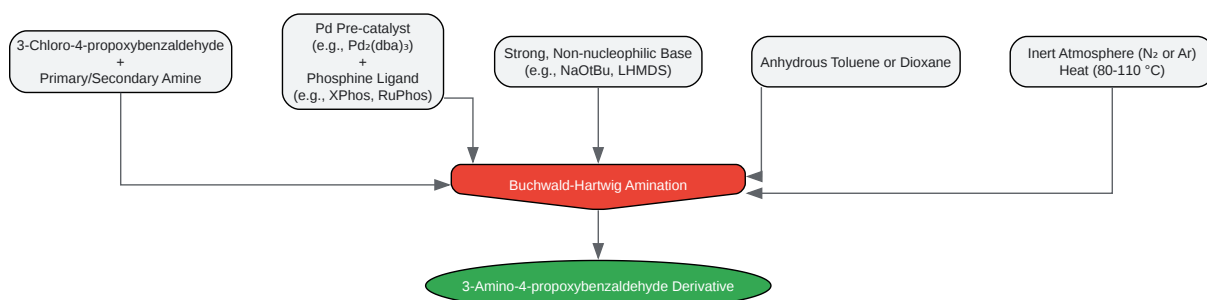 3-Chloro-4-propoxybenzaldehyde
+
Primary/Secondary Amine
Pd Pre-catalyst
(e.g., Pd₂(dba)₃)
+
Phosphine Ligand
(e.g., XPhos, RuPhos)
Strong, Non-nucleophilic Base
(e.g., NaOtBu, LHMDS)
Anhydrous Toluene or Dioxane
Inert Atmosphere (N₂ or Ar)
Heat (80-110 °C)
Buchwald-Hartwig Amination
3-Amino-4-propoxybenzaldehyde Derivative